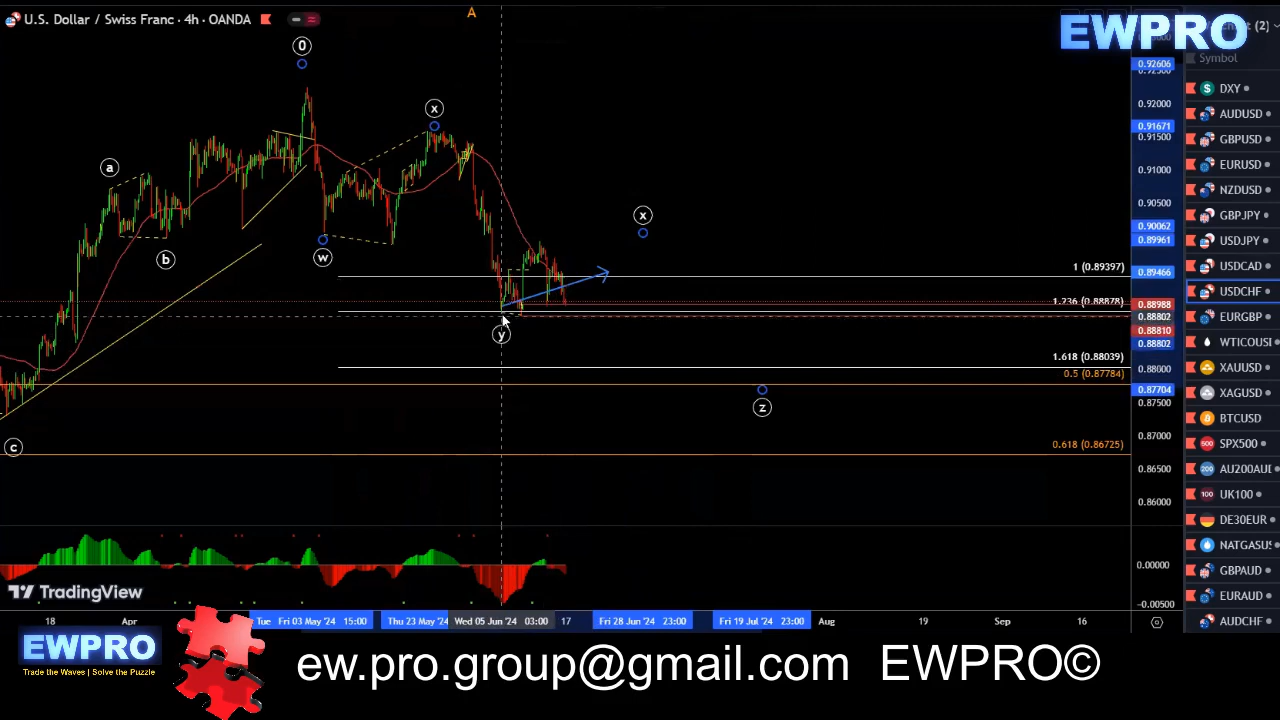 U.S. Dollar / Swiss Franc · 4h · OANDA
A
EWPRO
(2)
Symbol
0
x
a
b
w
x
y
z
c
1 (0.89397)
1.236 (0.88878)
1.618 (0.88039)
0.5 (0.87784)
0.618 (0.86725)
0.92606
0.92000
0.91671
0.91500
0.91000
0.90500
0.90062
0.89961
0.89466
0.88988
0.88802
0.88810
0.88802
0.88000
0.87704
0.87500
0.87000
0.86500
0.86000
0.00000
-0.00500
DXY
AUDUSD
GBPUSD
EURUSD
NZDUSD
GBPJPY
USDJPY
USDCAD
USDCHF
EURGBP
WTICOUSI
XAUUSD
XAGUSD
BTCUSD
SPX500
AU200AUD
UK100
DE30EUR
NATGASUS
GBPAUD
EURAUD
AUDCHF
TradingView
18 Apr Tue Fri 03 May '24 15:00 Thu 23 May '24 Wed 05 Jun '24 03:00 17 Fri 28 Jun '24 23:00 Fri 19 Jul '24 23:00 Aug 19 Sep 16
EWPRO
Trade the Waves | Solve the Puzzle
ew.pro.group@gmail.com EWPRO©